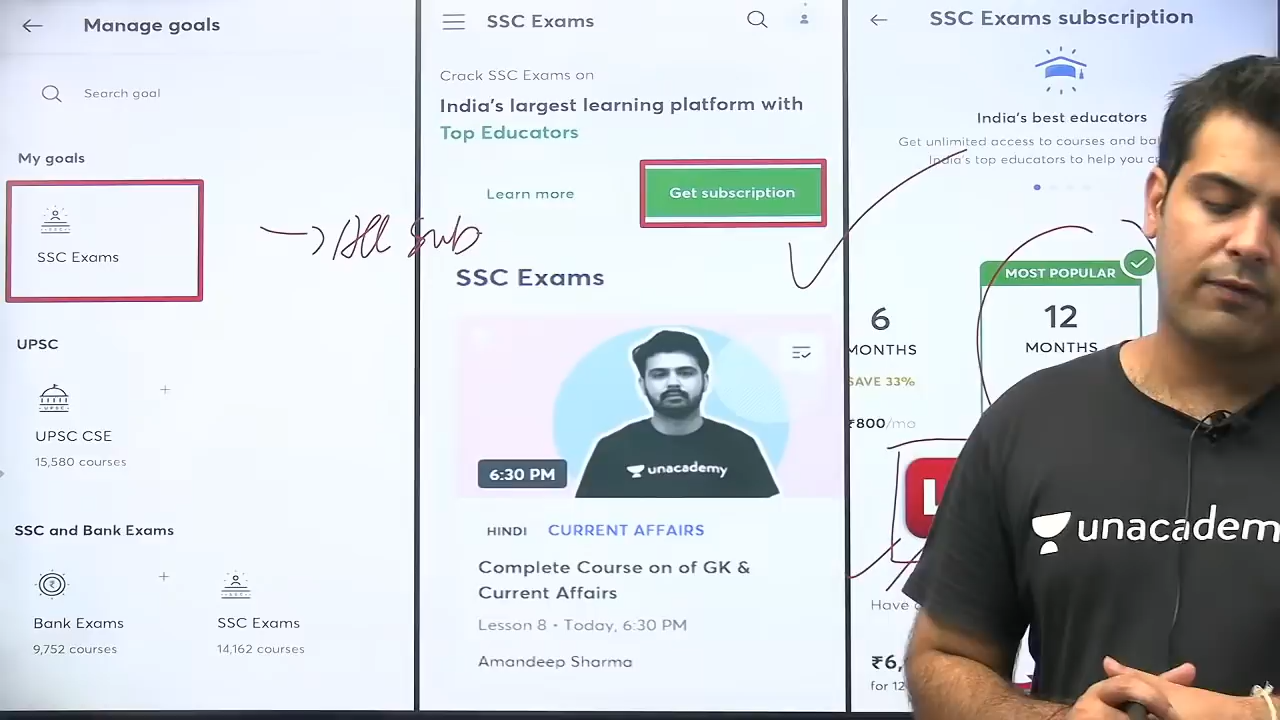 Manage goals
Search goal
My goals
SSC Exams
→ All Sub
UPSC
UPSC CSE
15,580 courses
SSC and Bank Exams
Bank Exams
9,752 courses
SSC Exams
14,162 courses
SSC Exams
Crack SSC Exams on
India's largest learning platform with
Top Educators
Learn more
Get subscription
SSC Exams
unacademy
6:30 PM
HINDI CURRENT AFFAIRS
Complete Course on of GK &
Current Affairs
Lesson 8 • Today, 6:30 PM
Amandeep Sharma
SSC Exams subscription
India's best educators
Get unlimited access to courses and
India's top educators to help you
MOST POPULAR
6
MONTHS
SAVE 33%
₹800/mo
12
MONTHS
Have
₹6,
for 12
unacadem